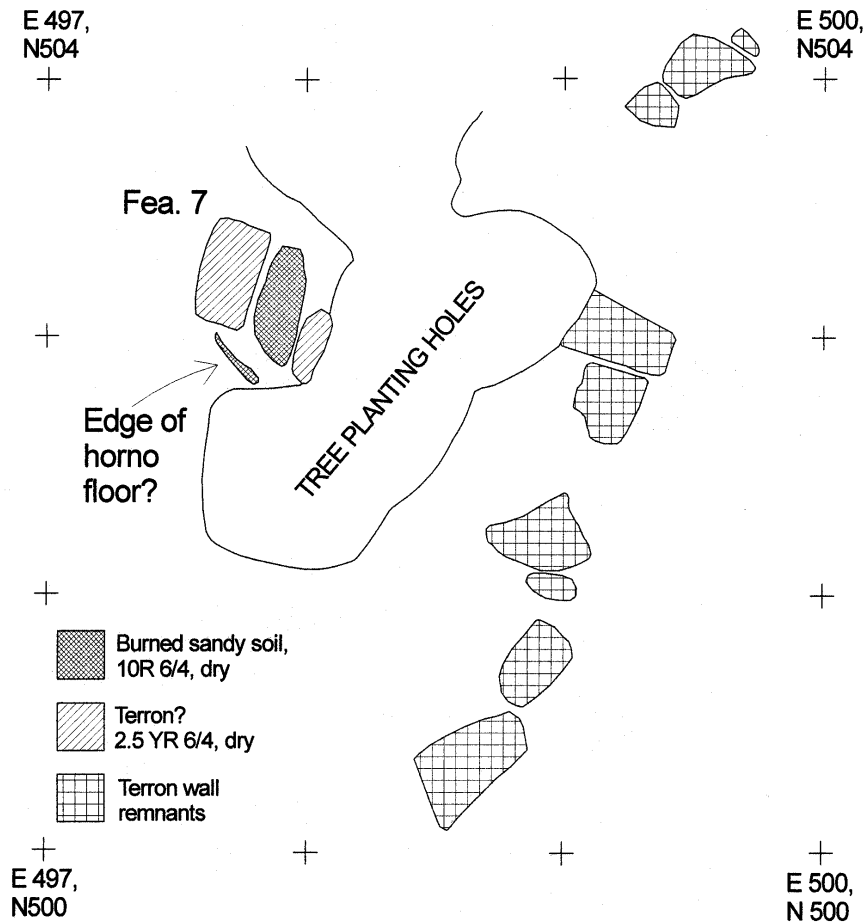 E 497,
N504
E 500,
N504
Fea. 7
TREE PLANTING HOLES
Edge of
horno
floor?
Burned sandy soil,
10R 6/4, dry
Terron?
2.5 YR 6/4, dry
Terron wall
remnants
E 497,
N500
E 500,
N 500